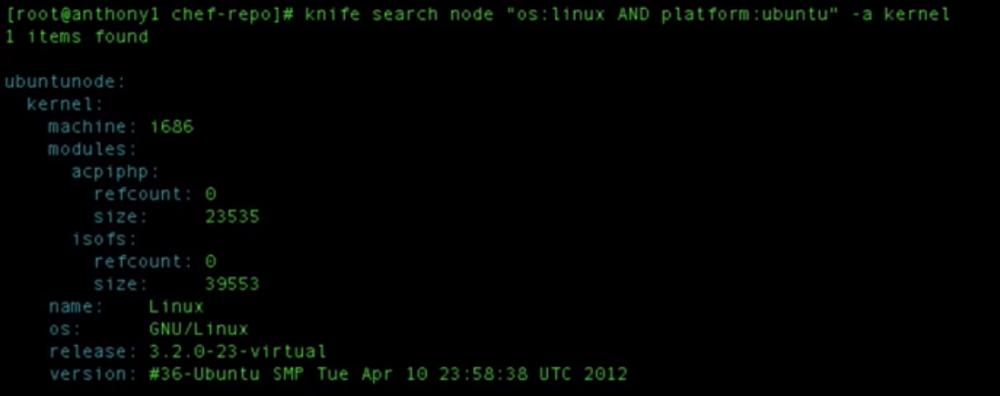 [root@anthony1 chef-repo]# knife search node "os:linux AND platform:ubuntu" -a kernel
1 items found
ubuntunode:
kernel:
machine: i686
modules:
acpiphp:
refcount: 0
size: 23535
isofs:
refcount: 0
size: 39553
name: Linux
os: GNU/Linux
release: 3.2.0-23-virtual
version: #36-Ubuntu SMP Tue Apr 10 23:58:38 UTC 2012